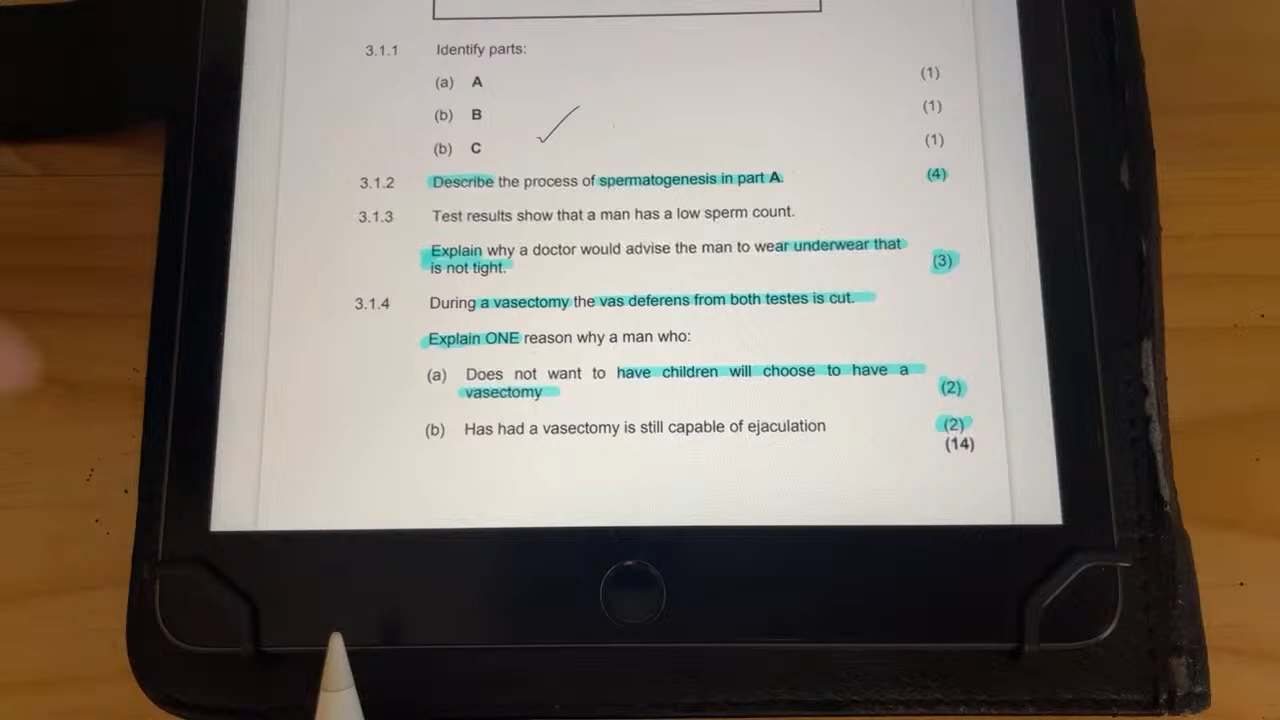 3.1.1 Identify parts:
(a) A (1)
(b) B (1)
(b) C (1)
3.1.2 Describe the process of spermatogenesis in part A. (4)
3.1.3 Test results show that a man has a low sperm count.
Explain why a doctor would advise the man to wear underwear that
is not tight. (3)
3.1.4 During a vasectomy the vas deferens from both testes is cut.
Explain ONE reason why a man who:
(a) Does not want to have children will choose to have a
vasectomy (2)
(b) Has had a vasectomy is still capable of ejaculation (2)
(14)